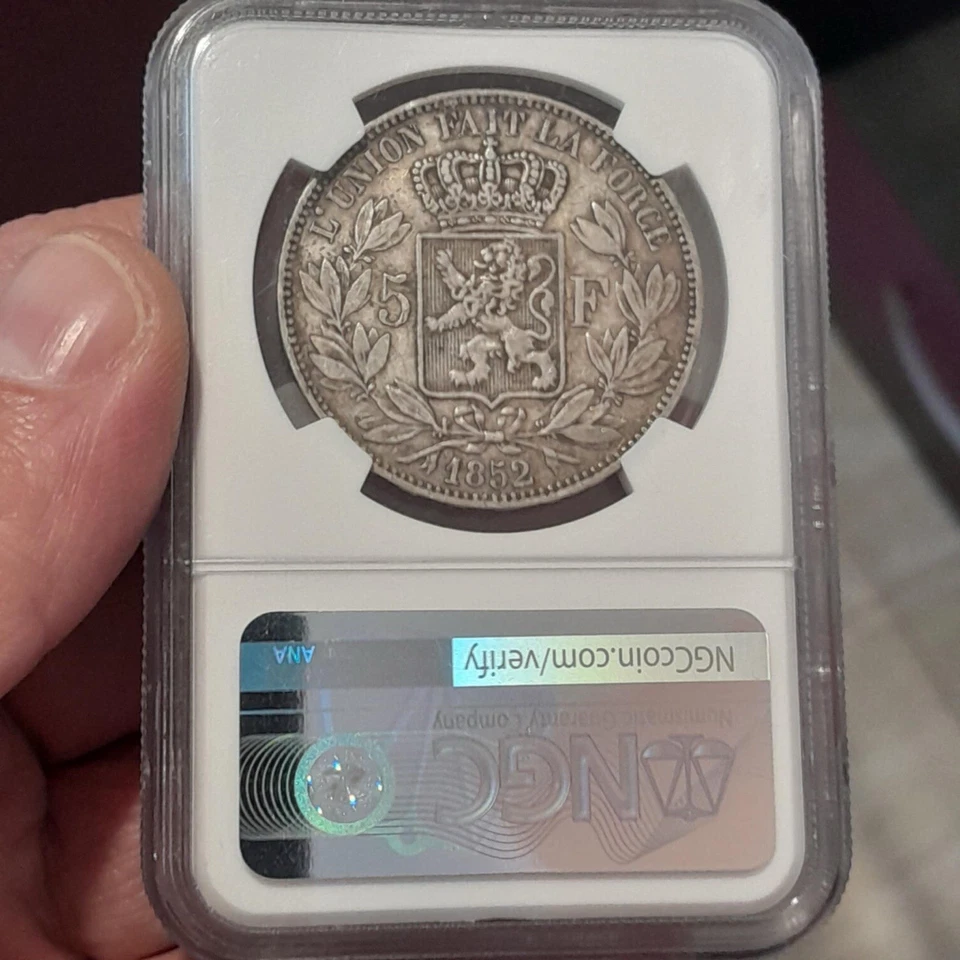 L'UNION FAIT LA FORCE
5 F
1852
ANA
NGCcoin.com/verify
Numismatic Guaranty Company
NGC